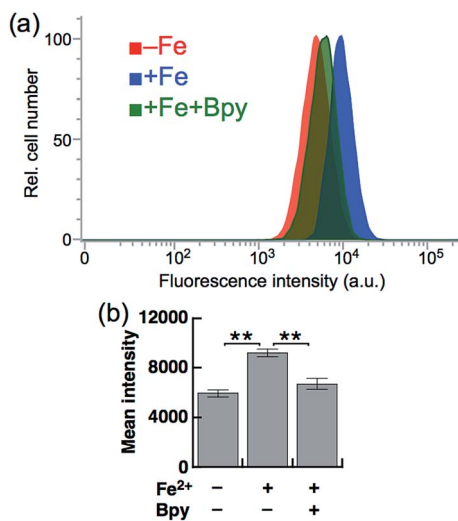 (a)
Rel. cell number
100
50
0
–Fe
+Fe
+Fe+Bpy
0 10² 10³ 10⁴ 10⁵
Fluorescence intensity (a.u.)
(b)
Mean intensity
12000
8000
4000
0
** **
Fe²⁺ – + +
Bpy – – +